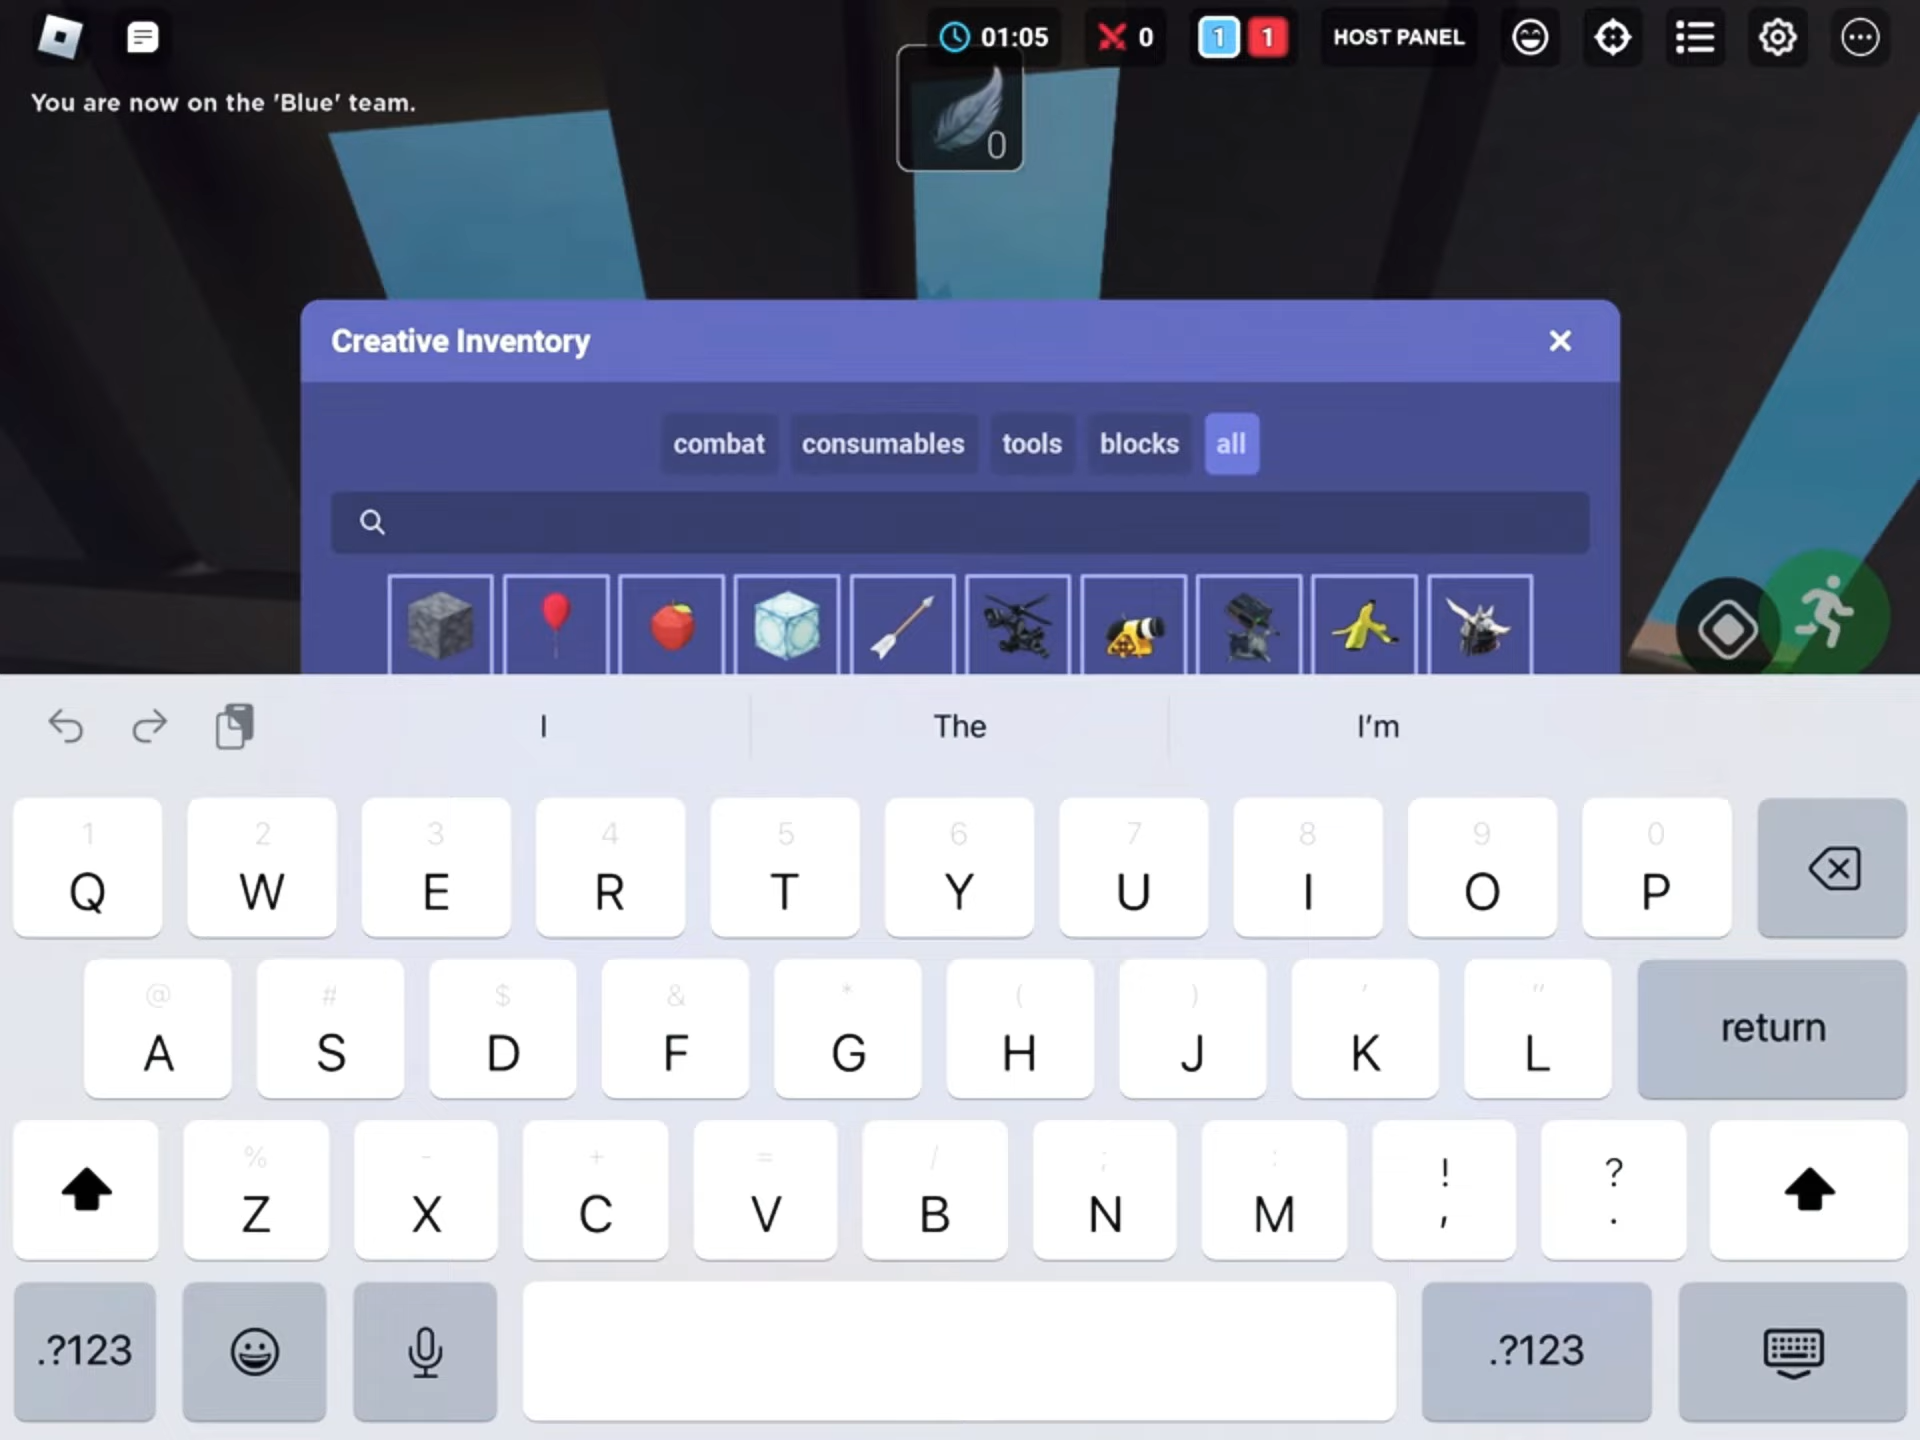 01:05
0
1
1
HOST PANEL
You are now on the 'Blue' team.
0
Creative Inventory
combat consumables tools blocks all
I The I'm
1 2 3 4 5 6 7 8 9 0
Q W E R T Y U I O P
@ # $ & * ( ) ' "
A S D F G H J K L return
% - + = / ; : ! ?
Z X C V B N M , .
.?123 .?123